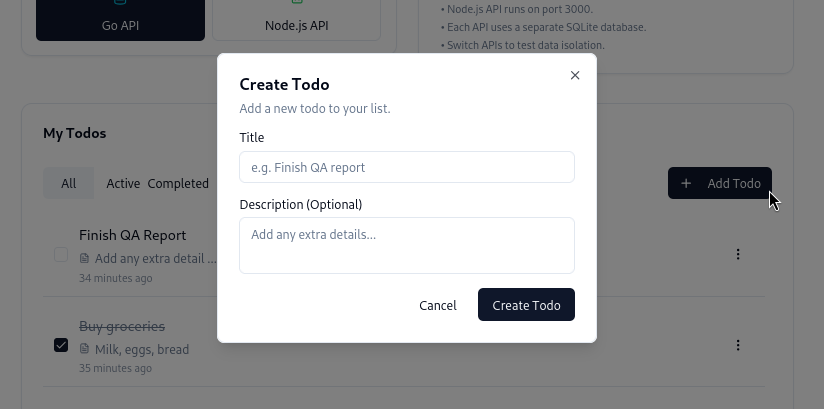 Go API
Node.js API
• Node.js API runs on port 3000.
• Each API uses a separate SQLite database.
• Switch APIs to test data isolation.
Create Todo
Add a new todo to your list.
Title
e.g. Finish QA report
Description (Optional)
Add any extra details...
Cancel
Create Todo
My Todos
All
Active
Completed
+ Add Todo
Finish QA Report
Add any extra detail ...
34 minutes ago
Buy groceries
Milk, eggs, bread
35 minutes ago